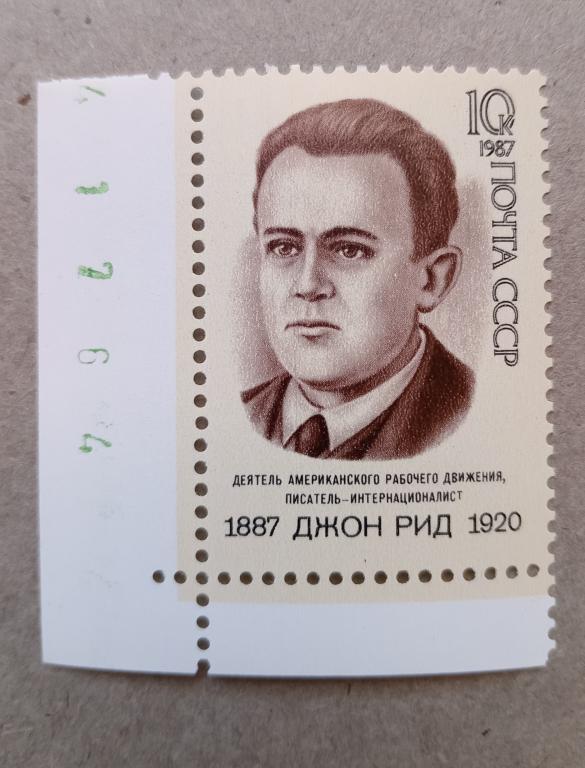 10к
1987
ПОЧТА СССР
ДЕЯТЕЛЬ АМЕРИКАНСКОГО РАБОЧЕГО ДВИЖЕНИЯ,
ПИСАТЕЛЬ-ИНТЕРНАЦИОНАЛИСТ
1887 ДЖОН РИД 1920